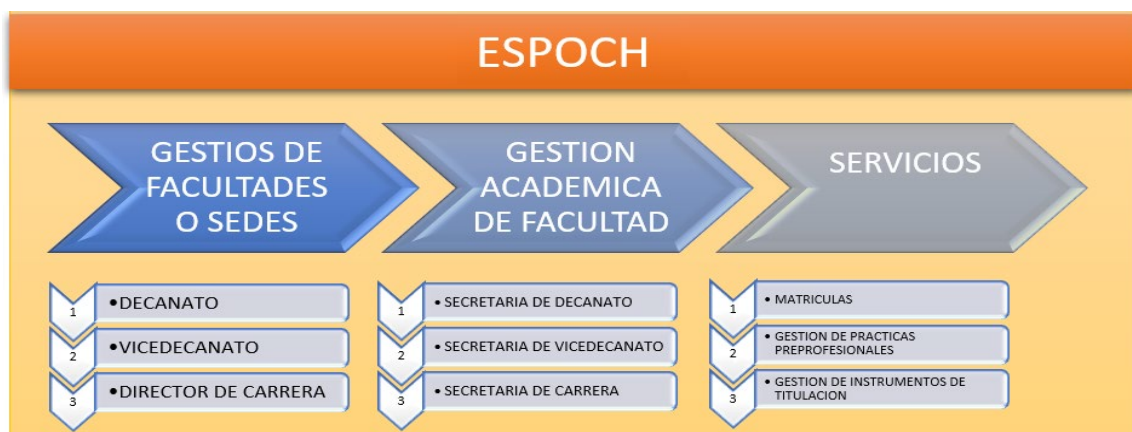 ESPOCH
GESTIOS DE
FACULTADES
O SEDES
1
•DECANATO
2
•VICEDECANATO
3
•DIRECTOR DE CARRERA
GESTION
ACADEMICA
DE FACULTAD
1
• SECRETARIA DE DECANATO
2
• SECRETARIA DE VICEDECANATO
3
• SECRETARIA DE CARRERA
SERVICIOS
1
• MATRICULAS
2
• GESTION DE PRACTICAS
PREPROFESIONALES
3
• GESTION DE INSTRUMENTOS DE
TITULACION